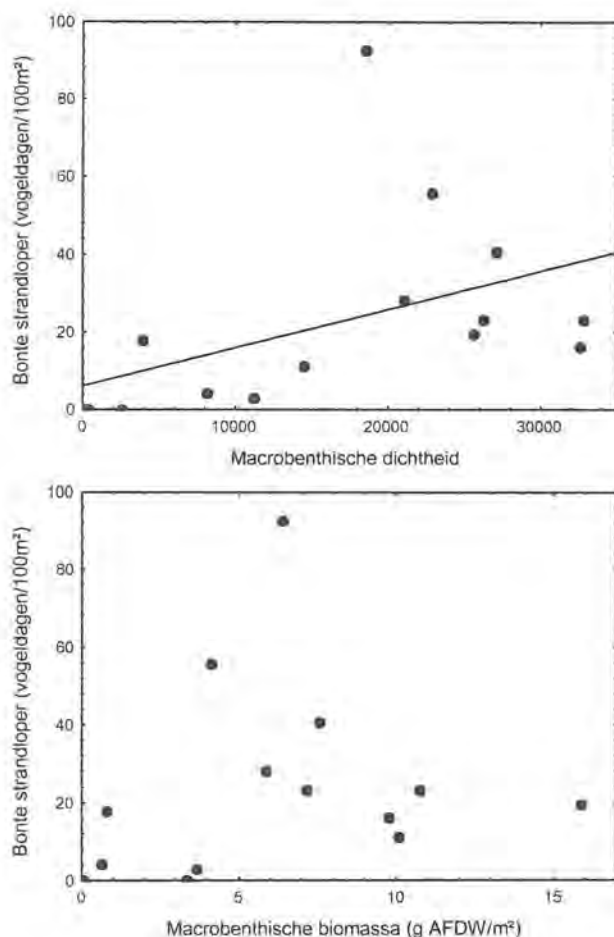 Bonte strandloper (vogeldagen/100m²)
100
80
60
40
20
0
0 10000 20000 30000
Macrobenthische dichtheid
Bonte strandloper (vogeldagen/100m²)
100
80
60
40
20
0
0 5 10 15
Macrobenthische biomassa (g AFDW/m²)